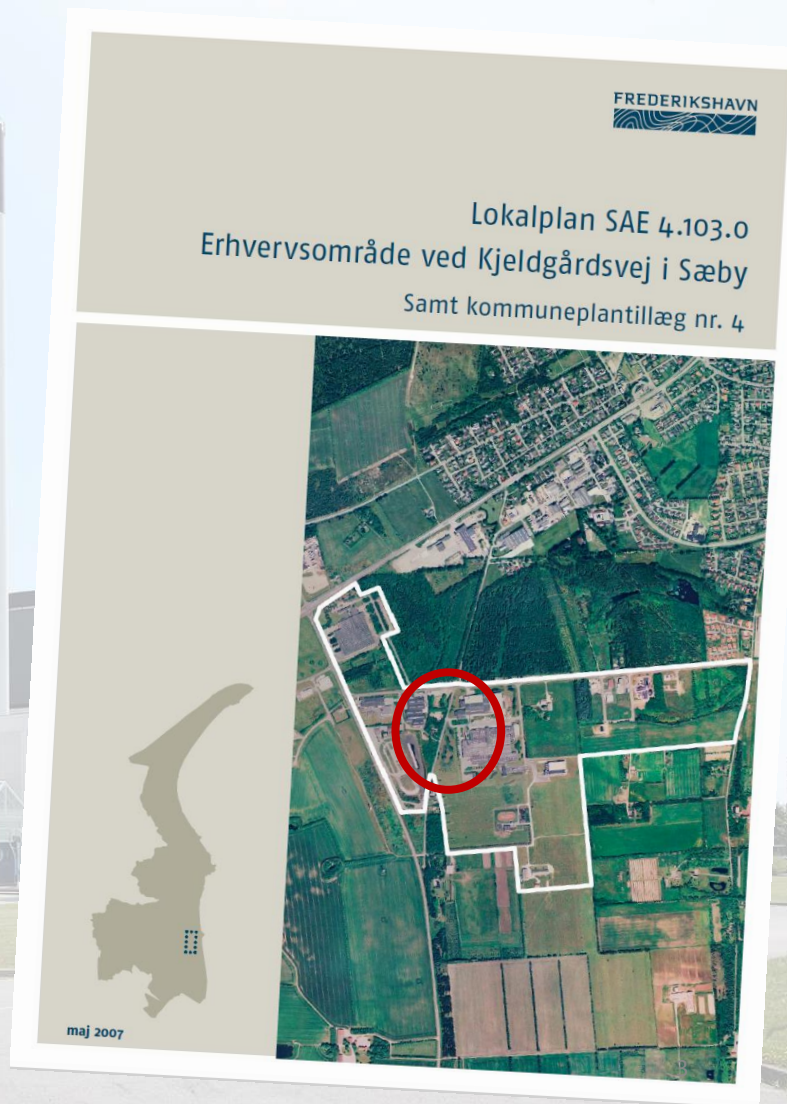 FREDERIKSHAVN
Lokalplan SAE 4.103.0
Erhvervsområde ved Kjeldgårdsvej i Sæby
Samt kommuneplantillæg nr. 4
maj 2007